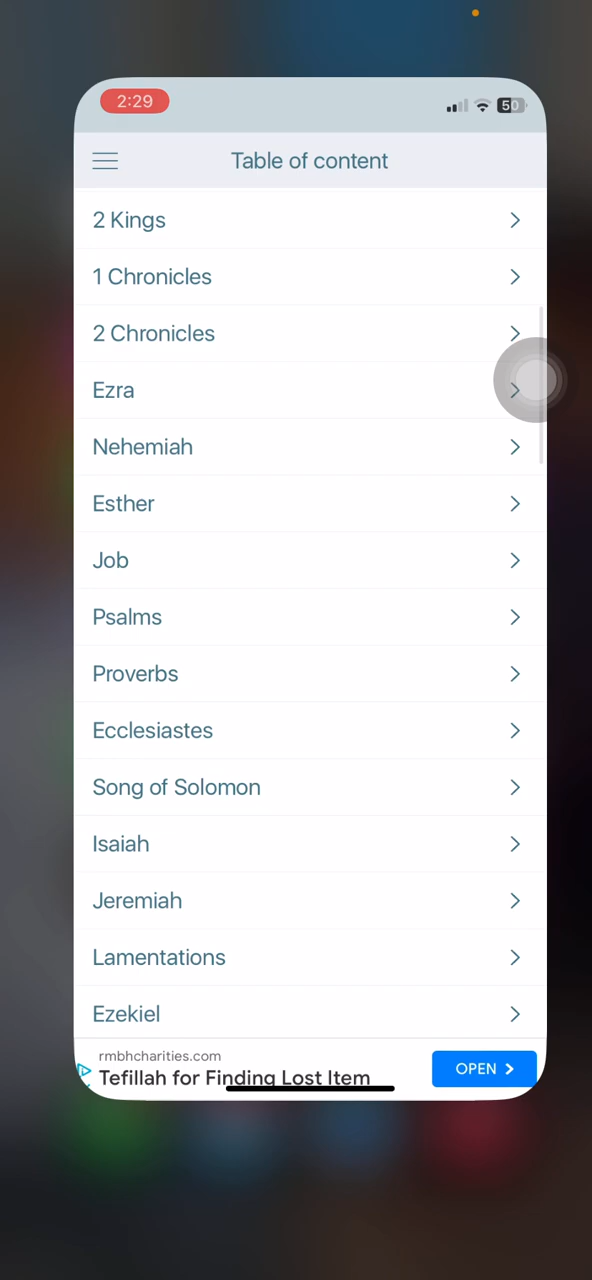 2:29
50
Table of content
2 Kings
1 Chronicles
2 Chronicles
Ezra
Nehemiah
Esther
Job
Psalms
Proverbs
Ecclesiastes
Song of Solomon
Isaiah
Jeremiah
Lamentations
Ezekiel
rmbhcharities.com
Tefillah for Finding Lost Item
OPEN